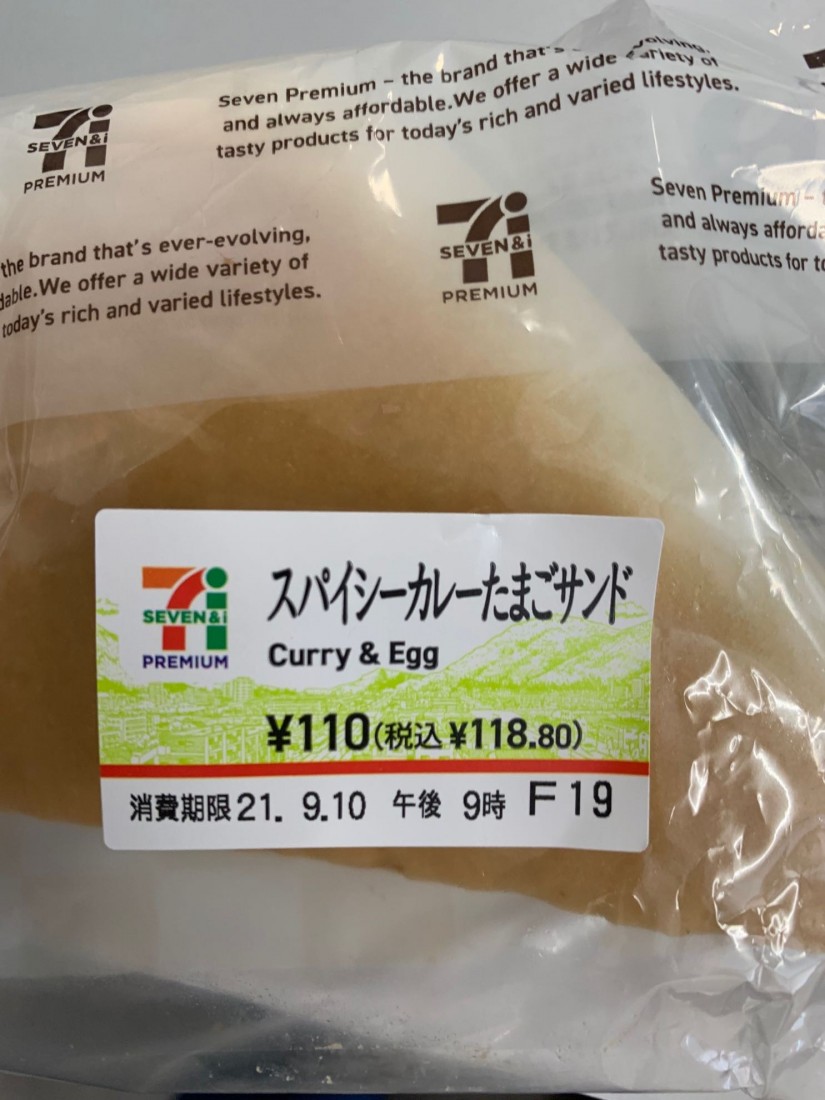 Seven Premium – the brand that's
and always affordable.We offer a wide variety of
tasty products for today's rich and varied lifestyles.
SEVEN&i
PREMIUM
SEVEN&i
PREMIUM
Seven Premium –
and always
tasty products for
the brand that's ever-evolving,
We offer a wide variety of
today's rich and varied lifestyles.
SEVEN&i
PREMIUM
スパイシーカレーたまごサンド
Curry & Egg
¥110(税込 ¥118.80)
消費期限 21. 9.10 午後 9時 F19